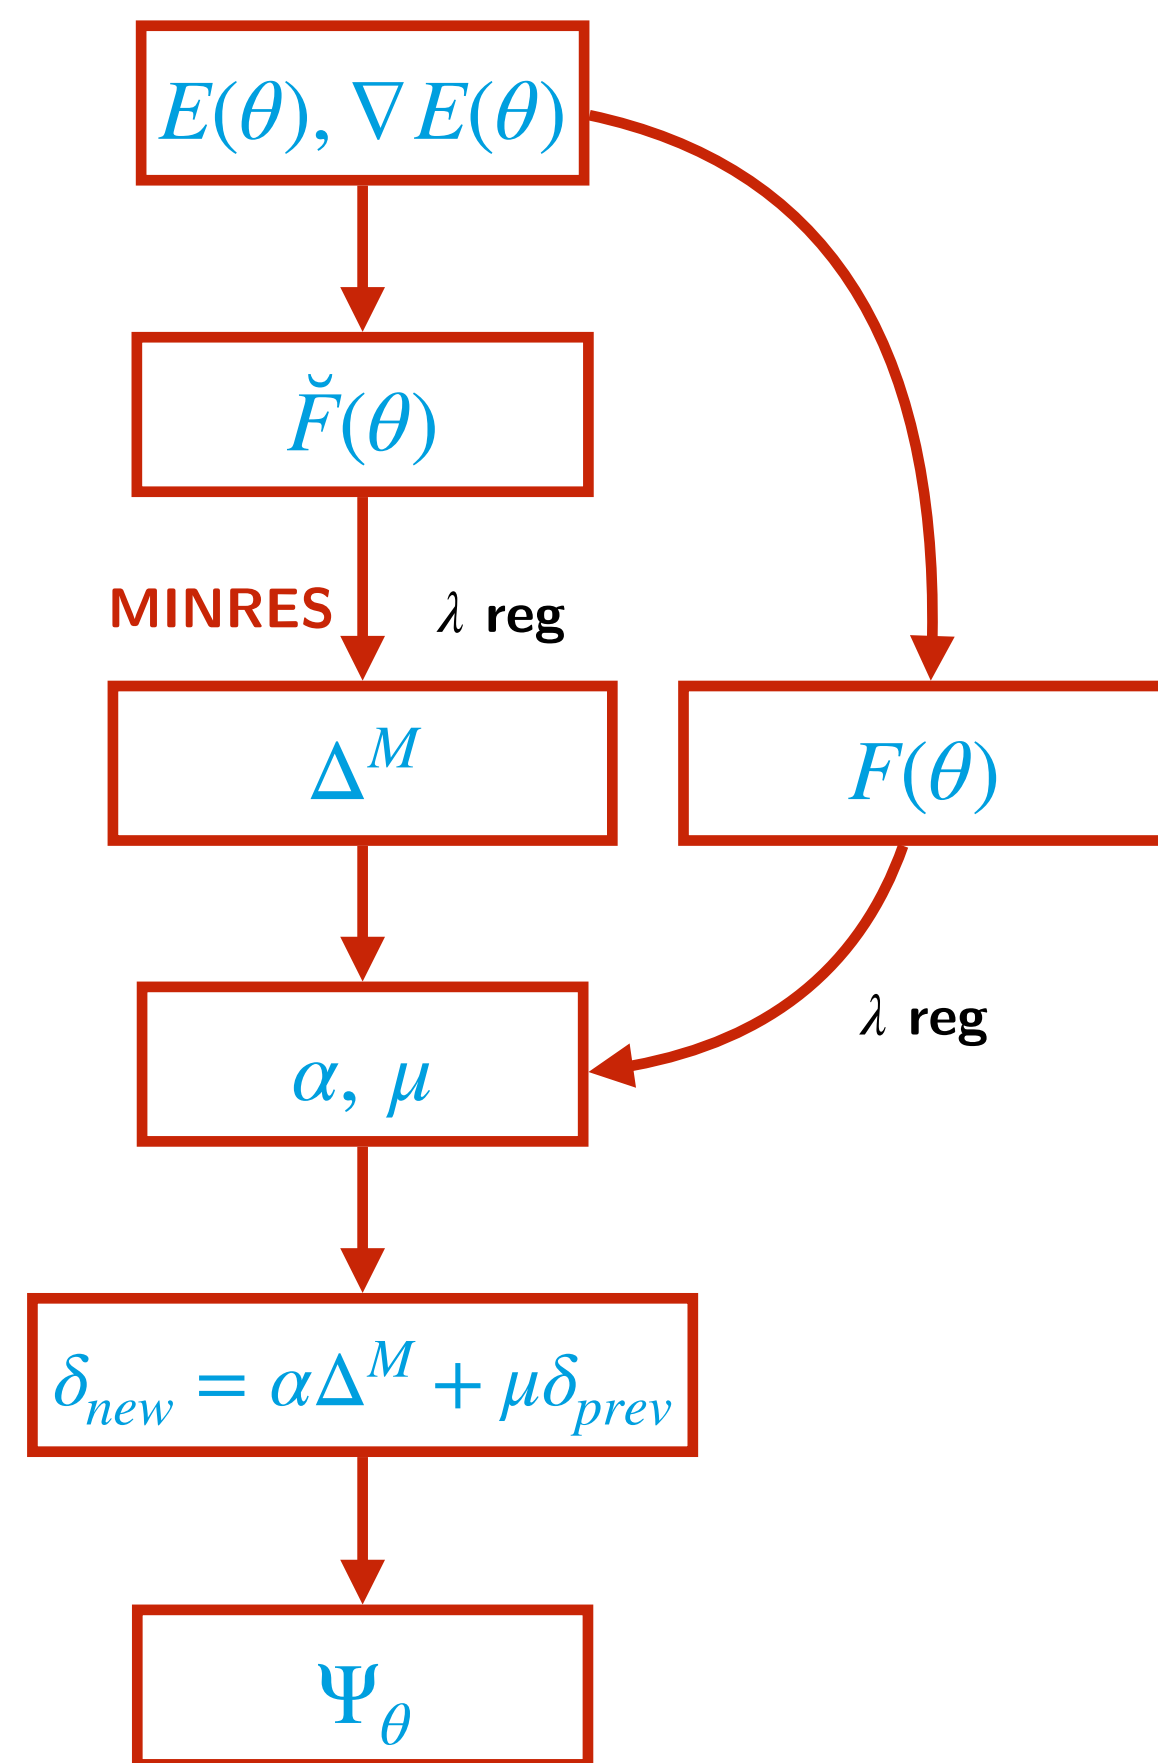 E(θ), ∇E(θ)
F̆(θ)
MINRES λ reg
Δ^M F(θ)
λ reg
α, μ
δ_new = αΔ^M + μδ_prev
Ψ_θ